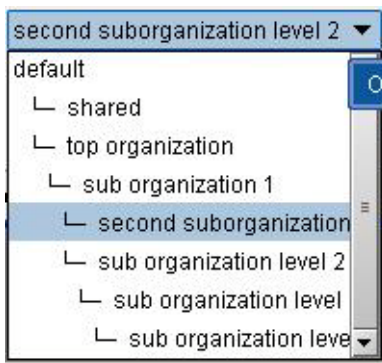 second suborganization level 2
default
shared
top organization
sub organization 1
second suborganization
sub organization level 2
sub organization level
sub organization leve